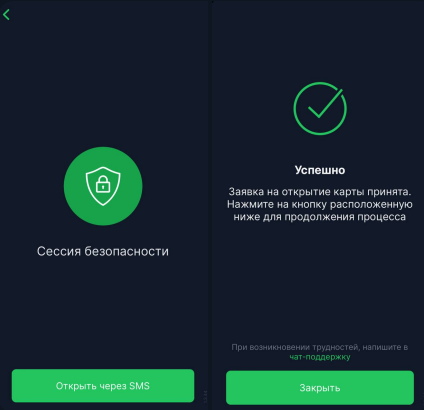 Сессия безопасности
Открыть через SMS
Успешно
Заявка на открытие карты принята.
Нажмите на кнопку расположенную
ниже для продолжения процесса
При возникновении трудностей, напишите в
чат-поддержку
Закрыть